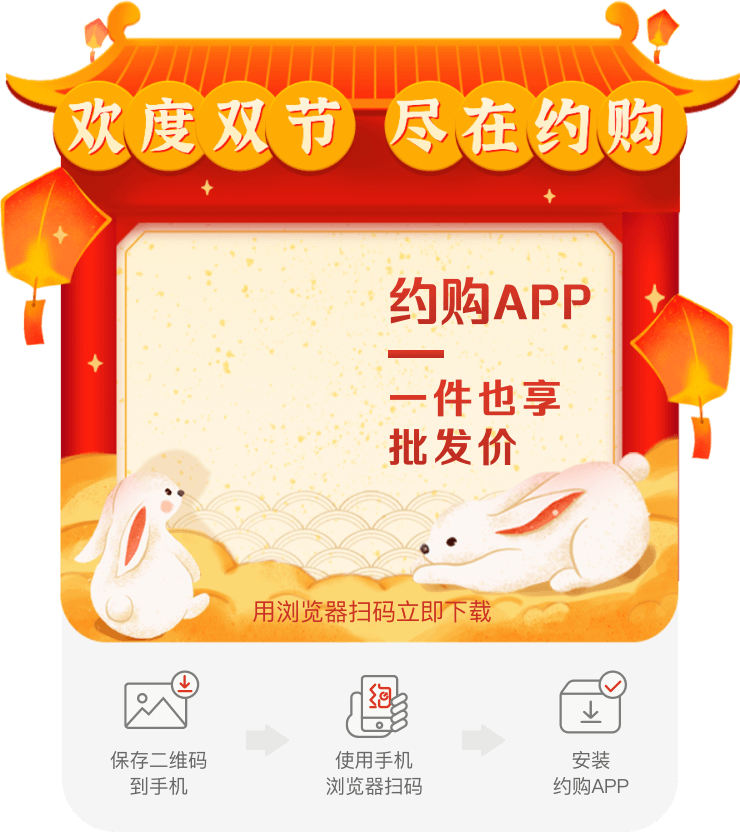 欢度双节 尽在约购
约购APP
一件也享
批发价
用浏览器扫码立即下载
保存二维码
到手机
使用手机
浏览器扫码
安装
约购APP